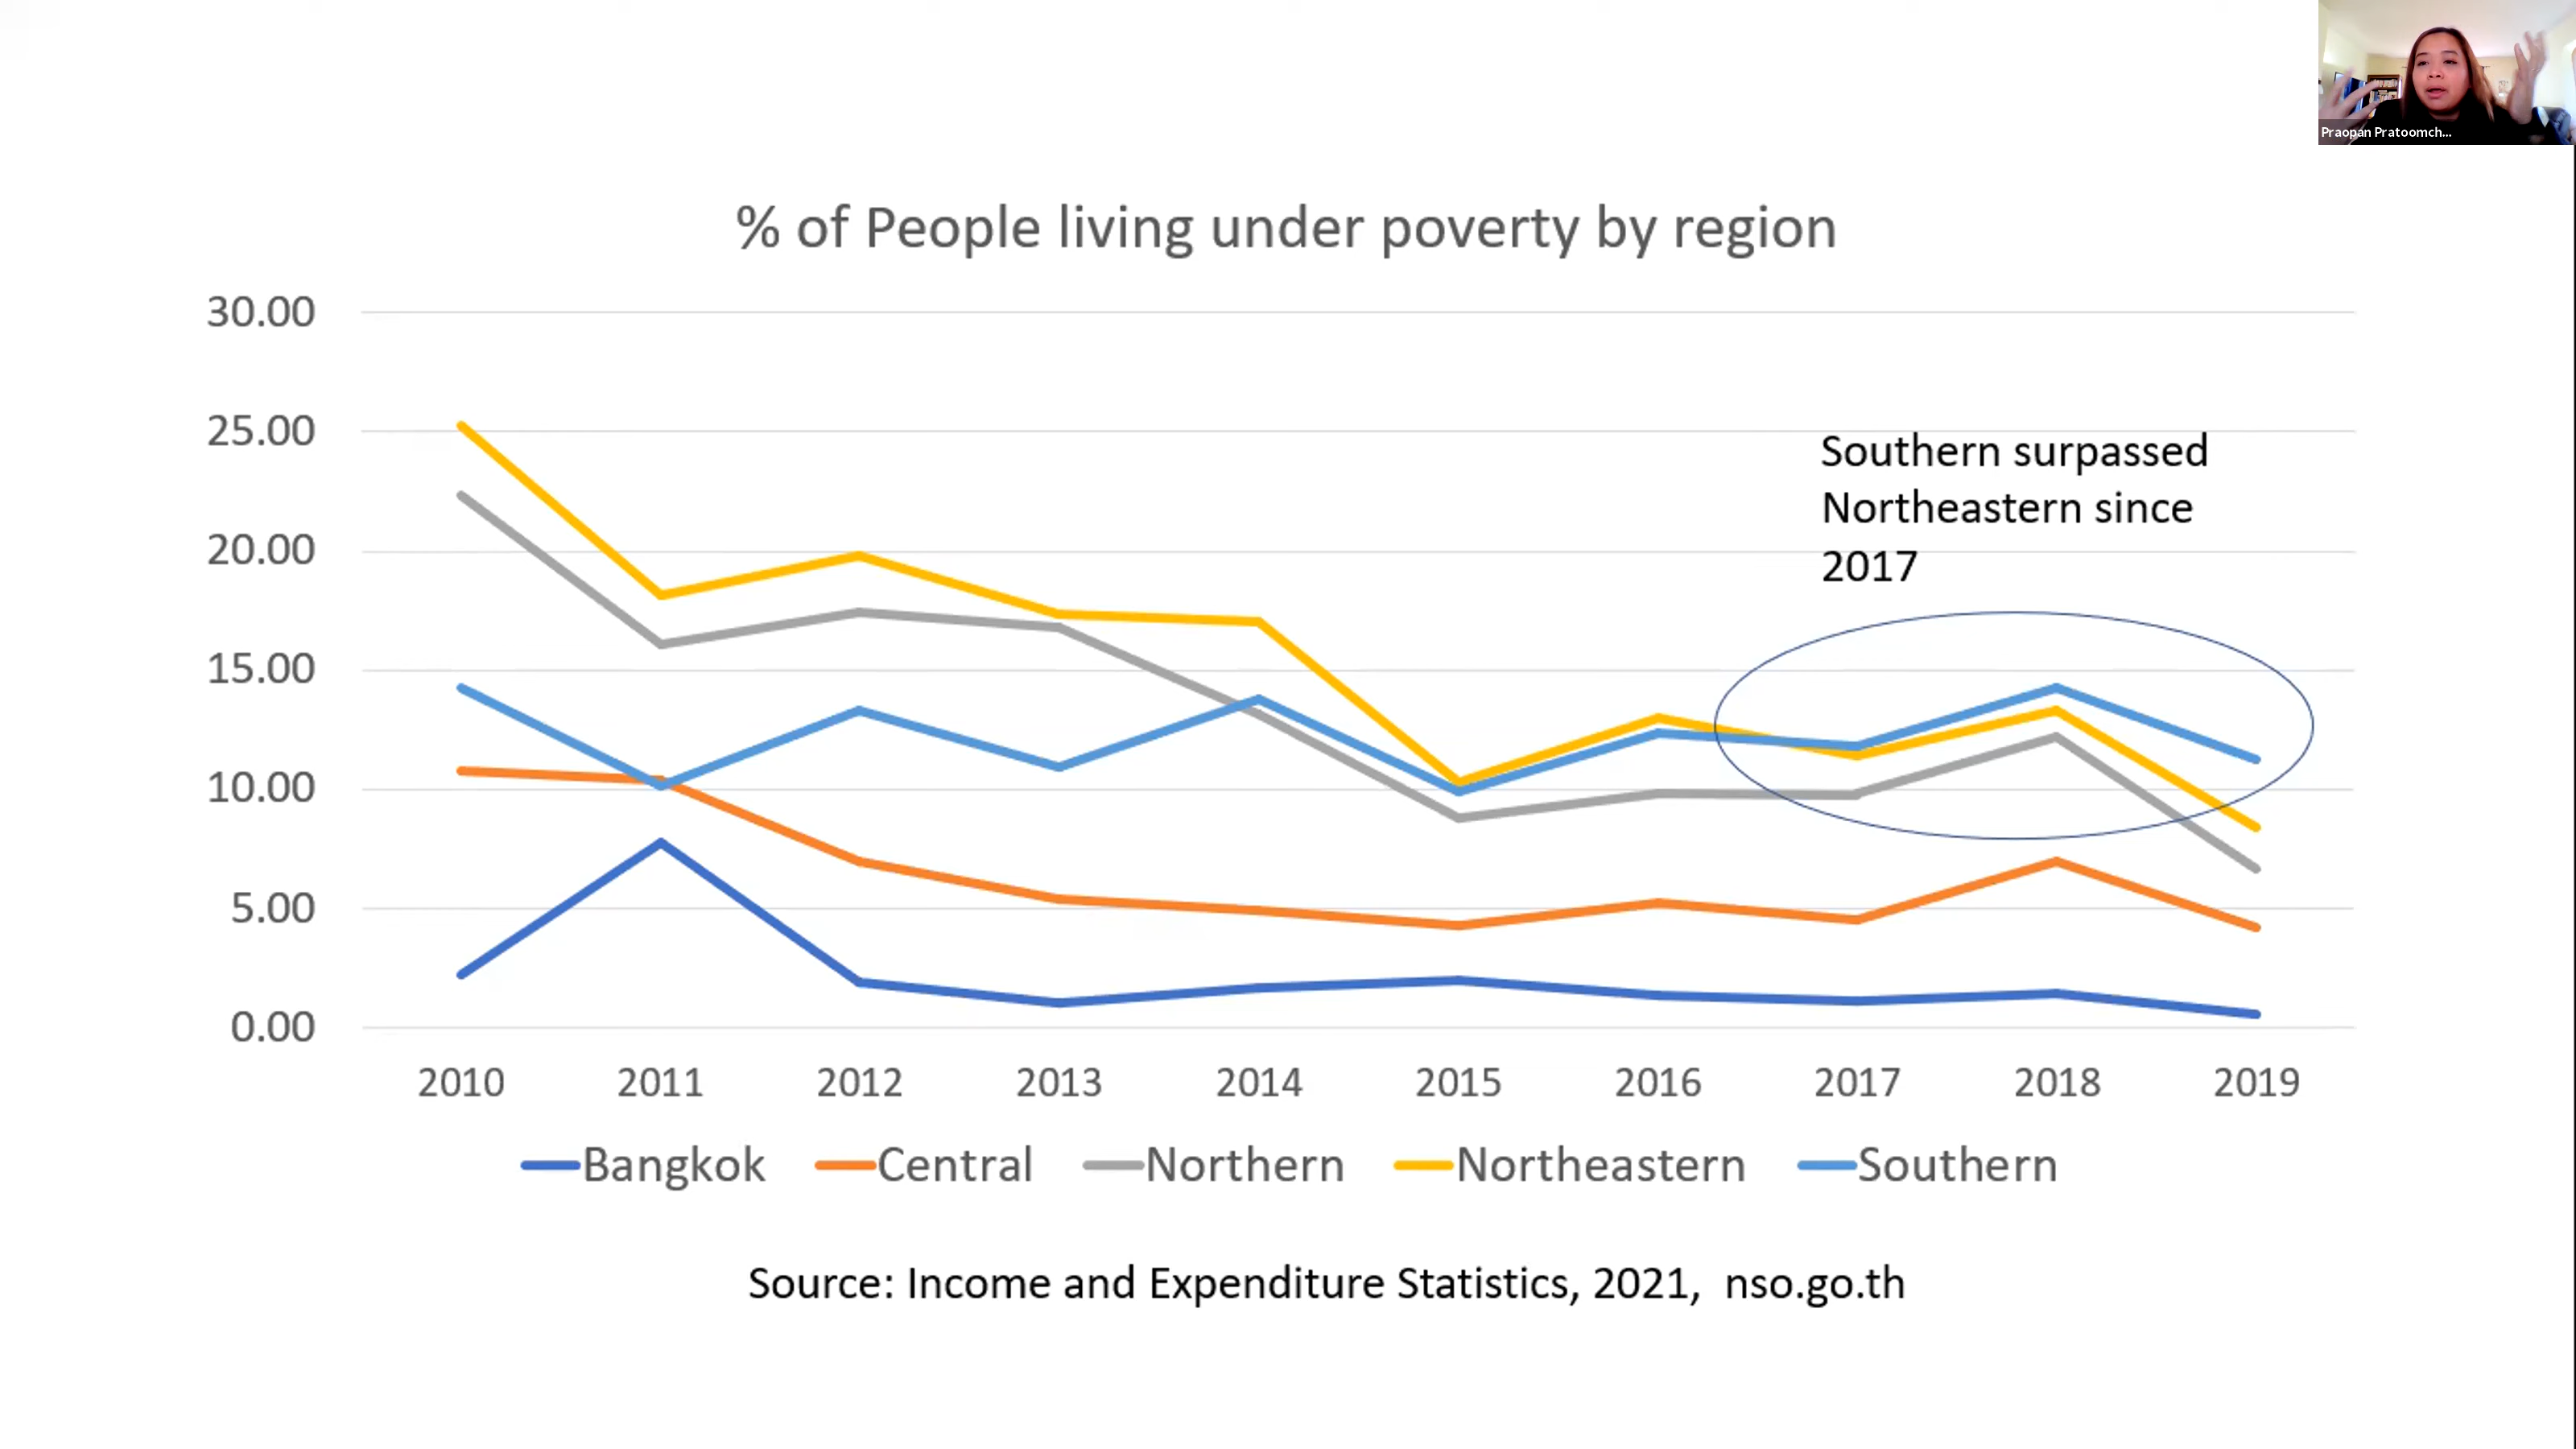 Praopan Pratoomch...
% of People living under poverty by region
30.00
25.00
20.00
15.00
10.00
5.00
0.00
Southern surpassed
Northeastern since
2017
2010 2011 2012 2013 2014 2015 2016 2017 2018 2019
Bangkok Central Northern Northeastern Southern
Source: Income and Expenditure Statistics, 2021, nso.go.th